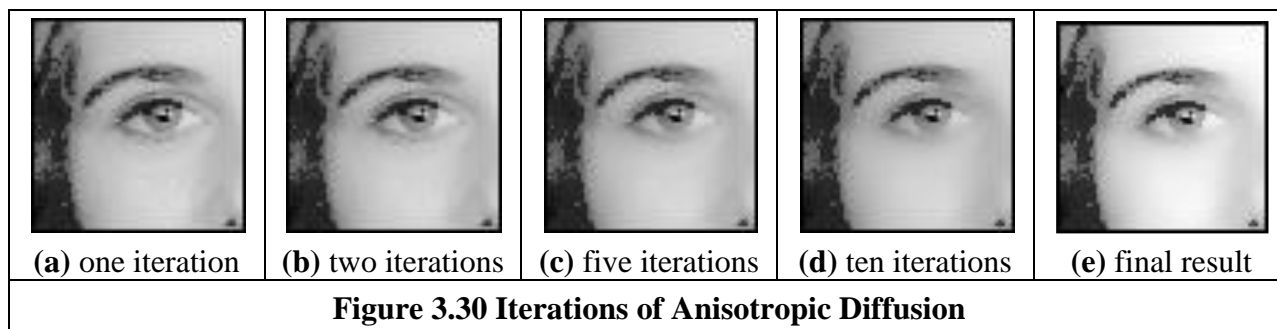 (a) one iteration (b) two iterations (c) five iterations (d) ten iterations (e) final result
Figure 3.30 Iterations of Anisotropic Diffusion